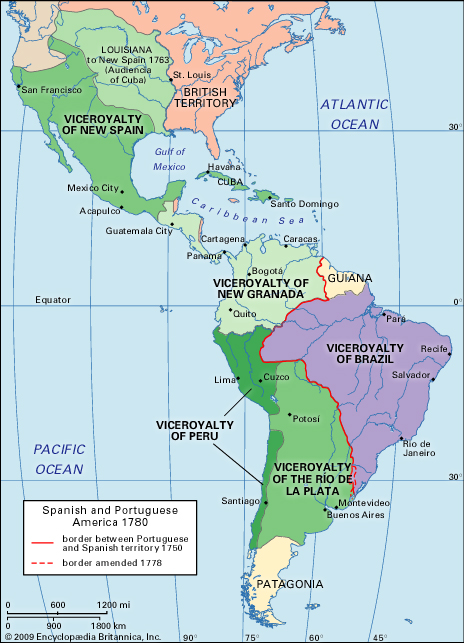 LOUISIANA
to New Spain 1763
(Audiencia
of Cuba)
St. Louis
BRITISH
TERRITORY
San Francisco
VICEROYALTY
OF NEW SPAIN
ATLANTIC
OCEAN
30°
Gulf of
Mexico
Havana
CUBA
Mexico City
Santo Domingo
Acapulco
Caribbean Sea
Guatemala City
Cartagena
Caracas
Panama
Bogotá
GUIANA
VICEROYALTY OF
NEW GRANADA
Equator
0°
Quito
Pará
VICEROYALTY
OF BRAZIL
Recife
Lima
Cuzco
Salvador
Potosí
VICEROYALTY
OF PERU
Rio de
Janeiro
PACIFIC
OCEAN
VICEROYALTY
OF THE RÍO DE
LA PLATA
30°
Santiago
Montevideo
Buenos Aires
Spanish and Portuguese
America 1780
border between Portuguese
and Spanish territory 1750
border amended 1778
PATAGONIA
0 600 1200 mi
0 900 1800 km
90° 75° 60° 45°
© 2009 Encyclopædia Britannica, Inc.